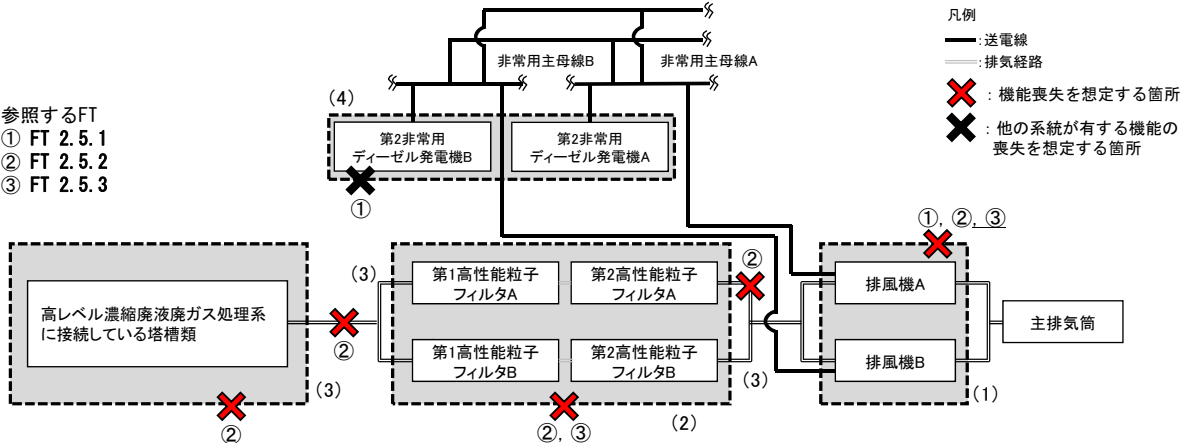 凡例
:送電線
:排気経路
: 機能喪失を想定する箇所
: 他の系統が有する機能の
喪失を想定する箇所
参照するFT
① FT 2.5.1
② FT 2.5.2
③ FT 2.5.3
非常用主母線B
非常用主母線A
(4)
第2非常用
ディーゼル発電機B
第2非常用
ディーゼル発電機A
①
①, ②, ③
高レベル濃縮廃液廃ガス処理系
に接続している塔槽類
②
(3)
②
(3)
第1高性能粒子
フィルタA
第2高性能粒子
フィルタA
第1高性能粒子
フィルタB
第2高性能粒子
フィルタB
②
(3)
②, ③
(2)
排風機A
排風機B
(1)
主排気筒